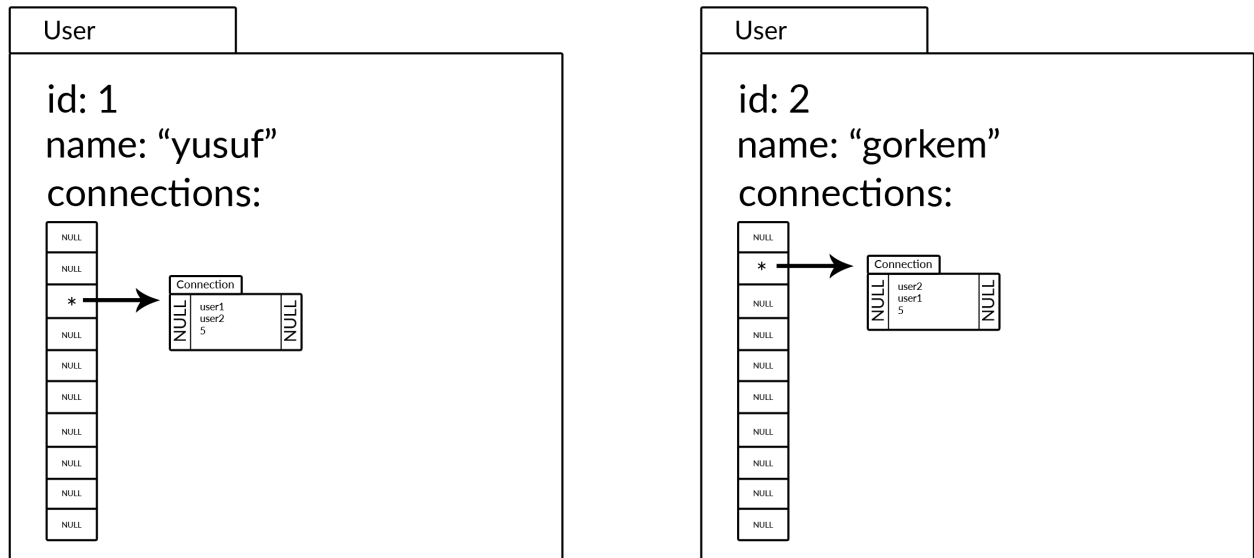 User
id: 1
name: “yusuf”
connections:
NULL
NULL
*
NULL
NULL
NULL
NULL
NULL
NULL
NULL
Connection
NULL
user1
user2
5
NULL
User
id: 2
name: “gorkem”
connections:
NULL
*
NULL
NULL
NULL
NULL
NULL
NULL
NULL
NULL
Connection
NULL
user2
user1
5
NULL